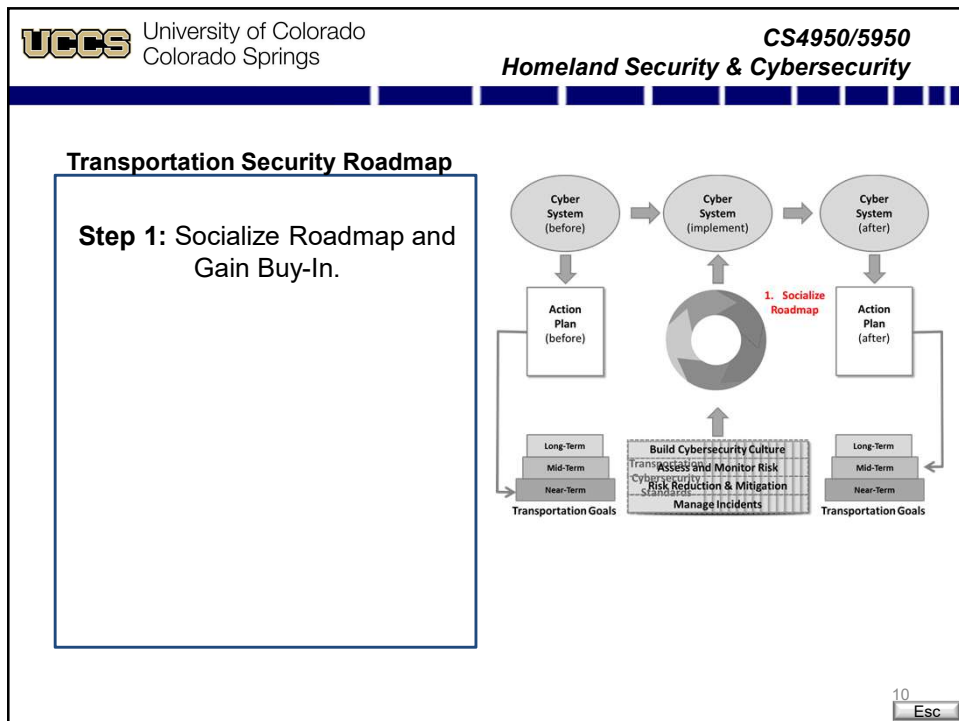 UCCS
University of Colorado
Colorado Springs
CS4950/5950
Homeland Security & Cybersecurity
Transportation Security Roadmap
Step 1: Socialize Roadmap and
Gain Buy-In.
Cyber
System
(before)
Cyber
System
(implement)
Cyber
System
(after)
1. Socialize
Roadmap
Action
Plan
(before)
Action
Plan
(after)
Long-Term
Mid-Term
Near-Term
Transportation Goals
Transportation
Cybersecurity
Standards
Build Cybersecurity Culture
Assess and Monitor Risk
Risk Reduction & Mitigation
Manage Incidents
Long-Term
Mid-Term
Near-Term
Transportation Goals
10
Esc